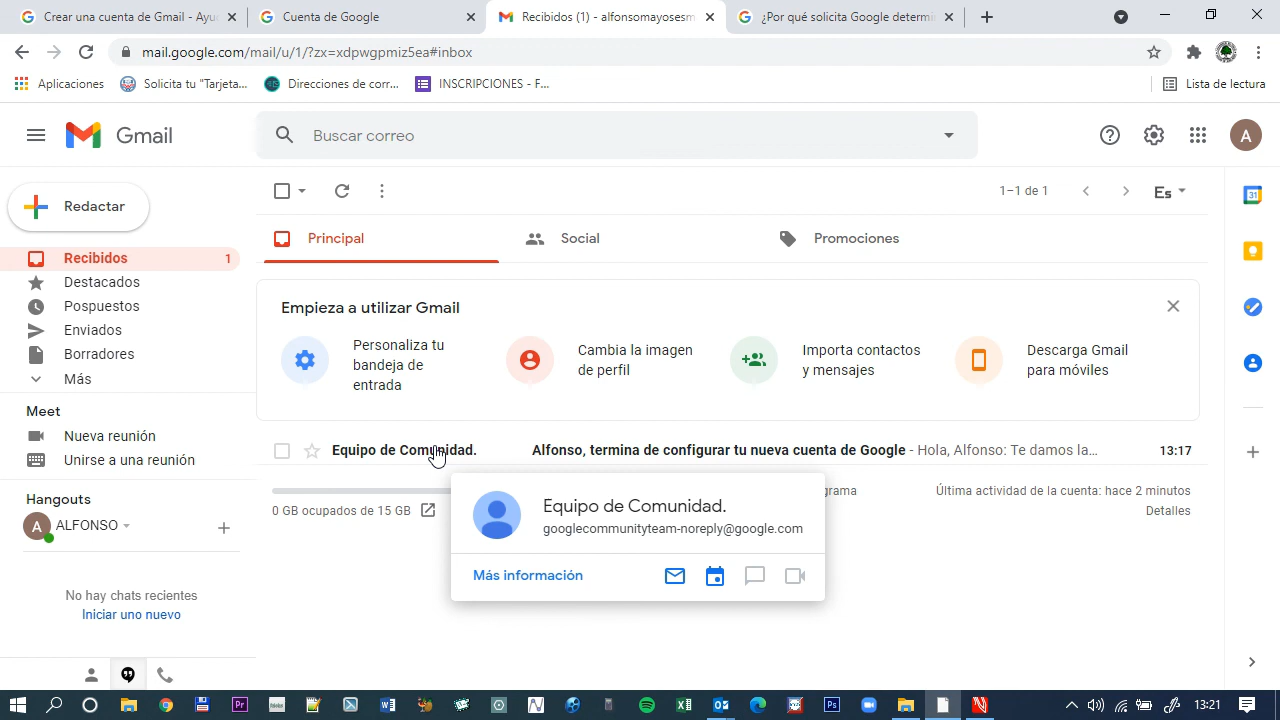 Crear una cuenta de Gmail - Ayu
Cuenta de Google
Recibidos (1) - alfonsomayosesm
¿Por qué solicita Google determin
mail.google.com/mail/u/1/?zx=xdpwgpmiz5ea#inbox
Aplicaciones
Solicita tu "Tarjeta...
Direcciones de corr...
INSCRIPCIONES - F...
Lista de lectura
Gmail
Buscar correo
A
Redactar
1–1 de 1
Es
Principal
Social
Promociones
Recibidos 1
Destacados
Pospuestos
Enviados
Borradores
Más
Empieza a utilizar Gmail
Personaliza tu
bandeja de
entrada
Cambia la imagen
de perfil
Importa contactos
y mensajes
Descarga Gmail
para móviles
Meet
Nueva reunión
Unirse a una reunión
Equipo de Comunidad.
Alfonso, termina de configurar tu nueva cuenta de Google - Hola, Alfonso: Te damos la...
13:17
0 GB ocupados de 15 GB
grama
Última actividad de la cuenta: hace 2 minutos
Detalles
Equipo de Comunidad.
googlecommunityteam-noreply@google.com
Más información
Hangouts
A ALFONSO
No hay chats recientes
Iniciar uno nuevo
31
13:21